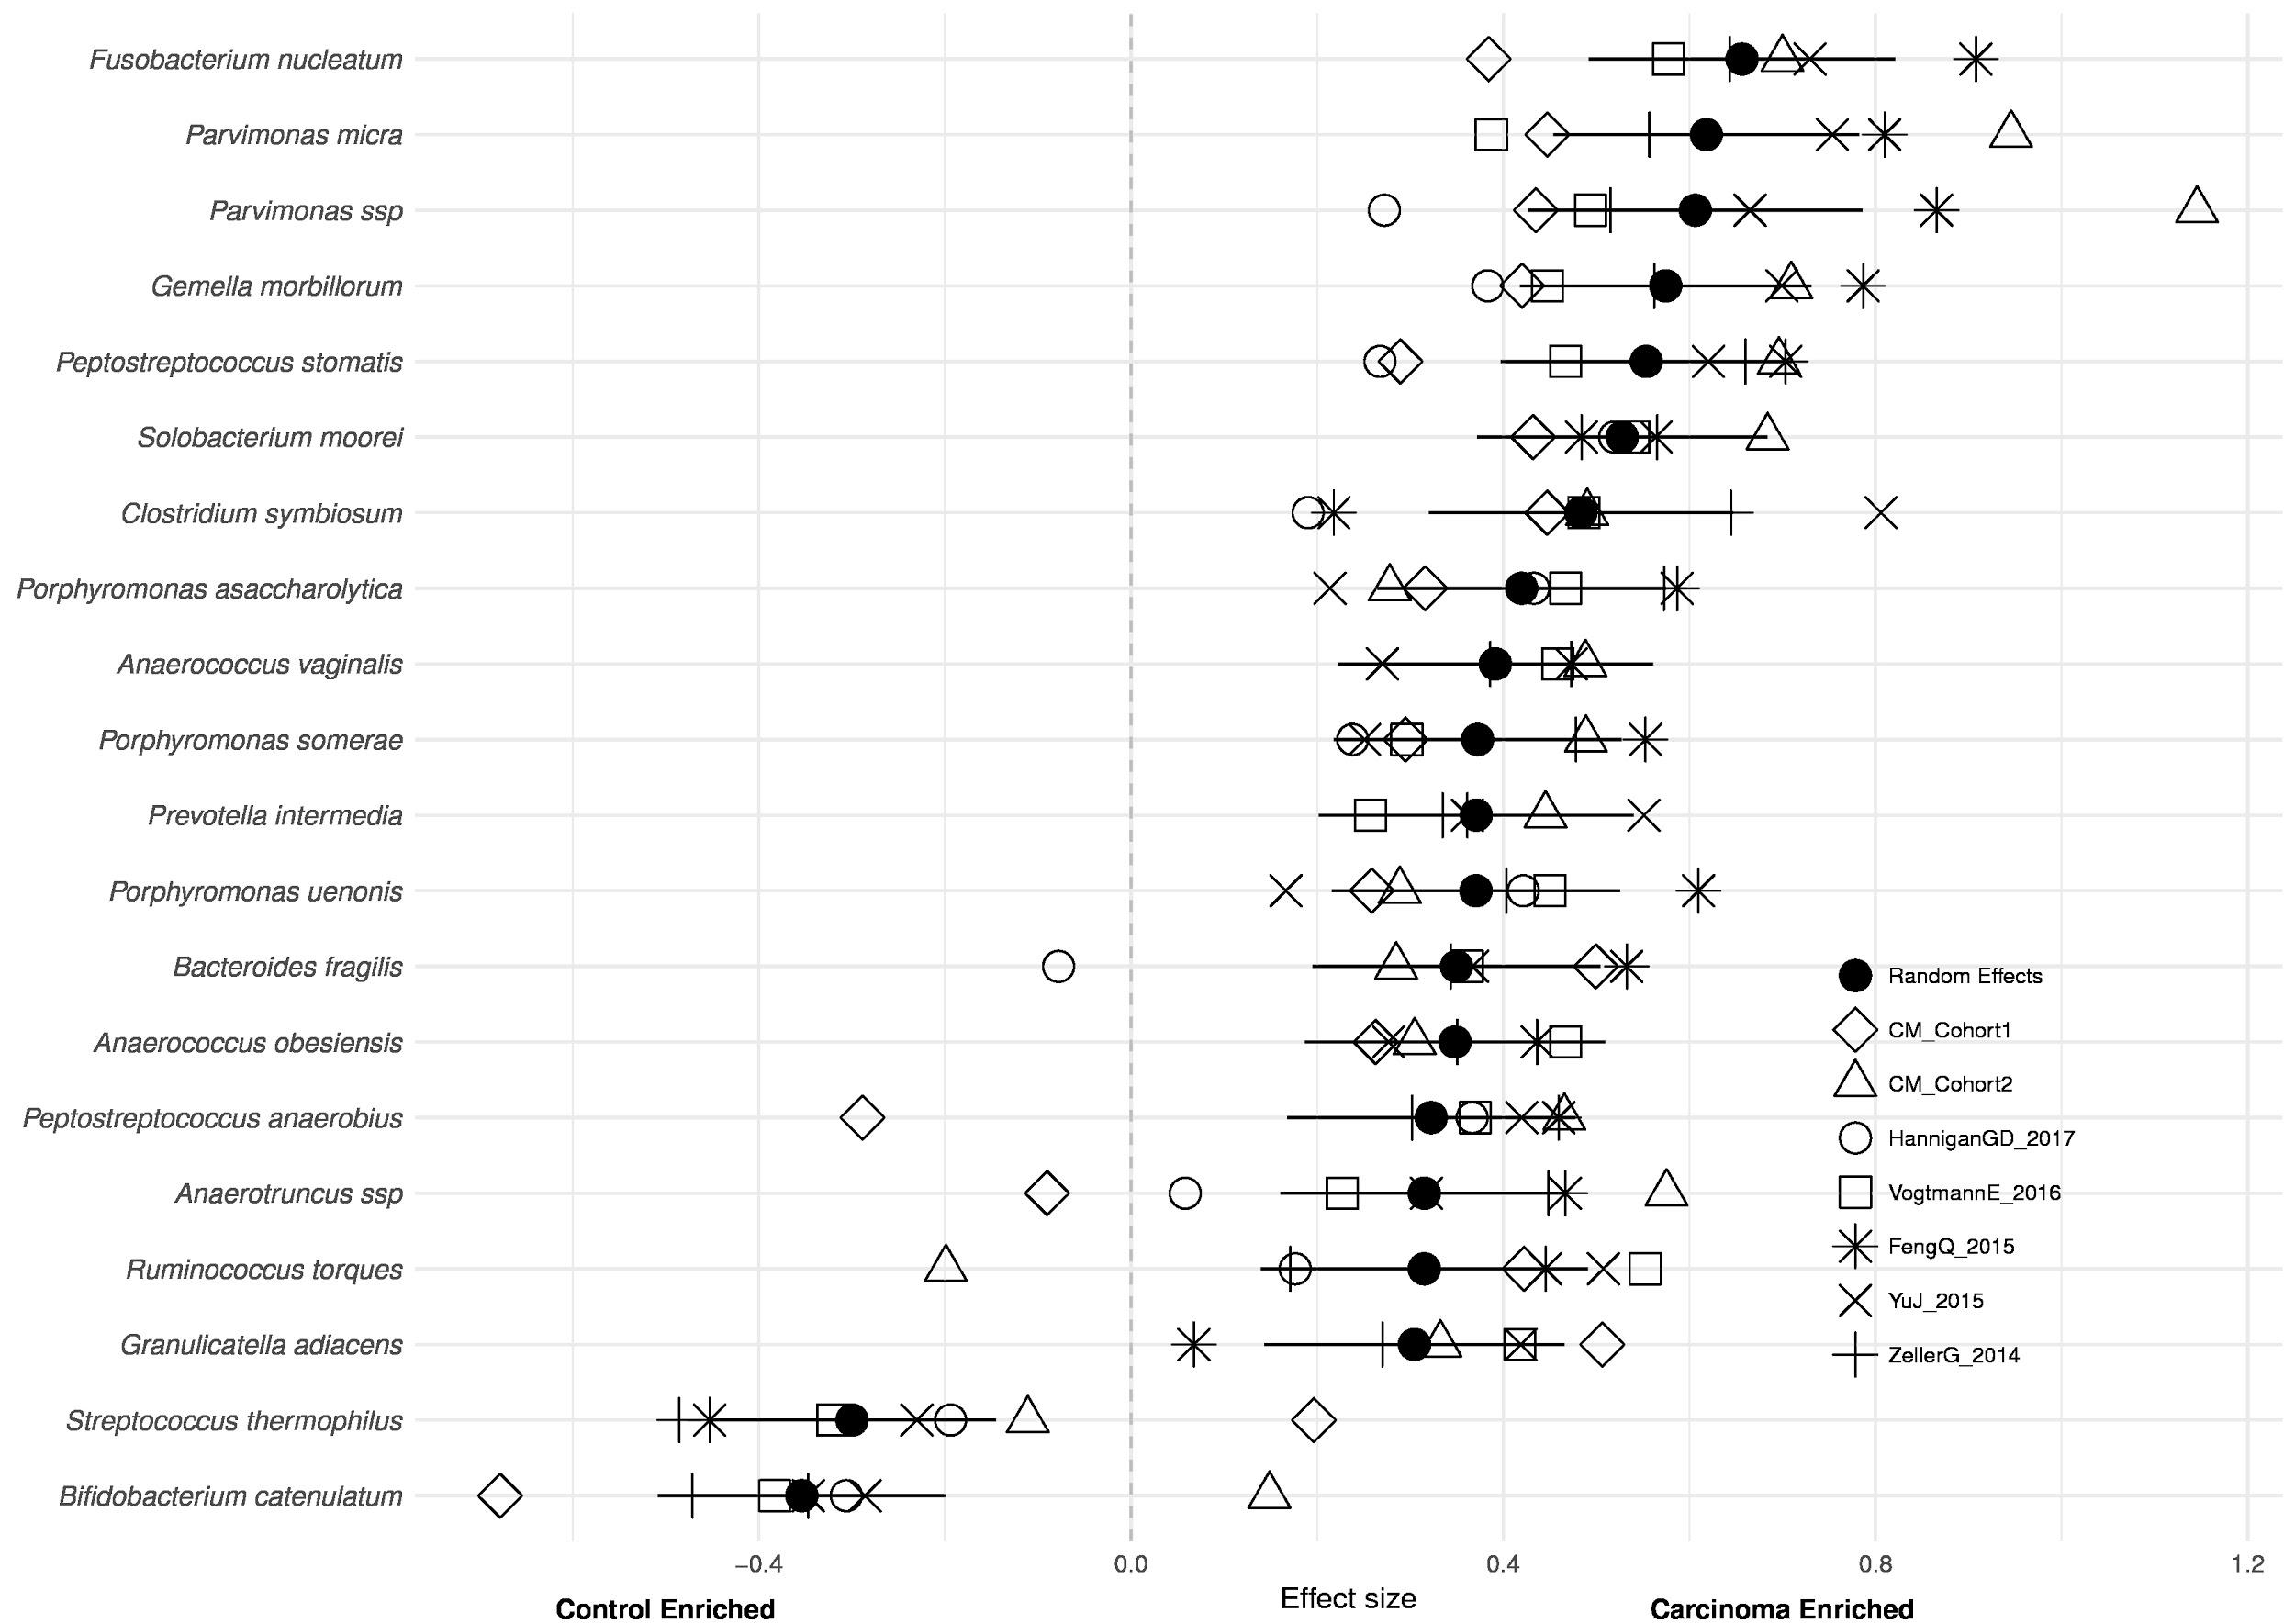 Fusobacterium nucleatum
Parvimonas micra
Parvimonas ssp
Gemella morbillorum
Peptostreptococcus stomatis
Solobacterium moorei
Clostridium symbiosum
Porphyromonas asaccharolytica
Anaerococcus vaginalis
Porphyromonas somerae
Prevotella intermedia
Porphyromonas uenonis
Bacteroides fragilis
Anaerococcus obesiensis
Peptostreptococcus anaerobius
Anaerotruncus ssp
Ruminococcus torques
Granulicatella adiacens
Streptococcus thermophilus
Bifidobacterium catenulatum
Random Effects
CM_Cohort1
CM_Cohort2
HanniganGD_2017
VogtmannE_2016
FengQ_2015
YuJ_2015
ZellerG_2014
−0.4 0.0 0.4 0.8 1.2
Control Enriched Effect size Carcinoma Enriched